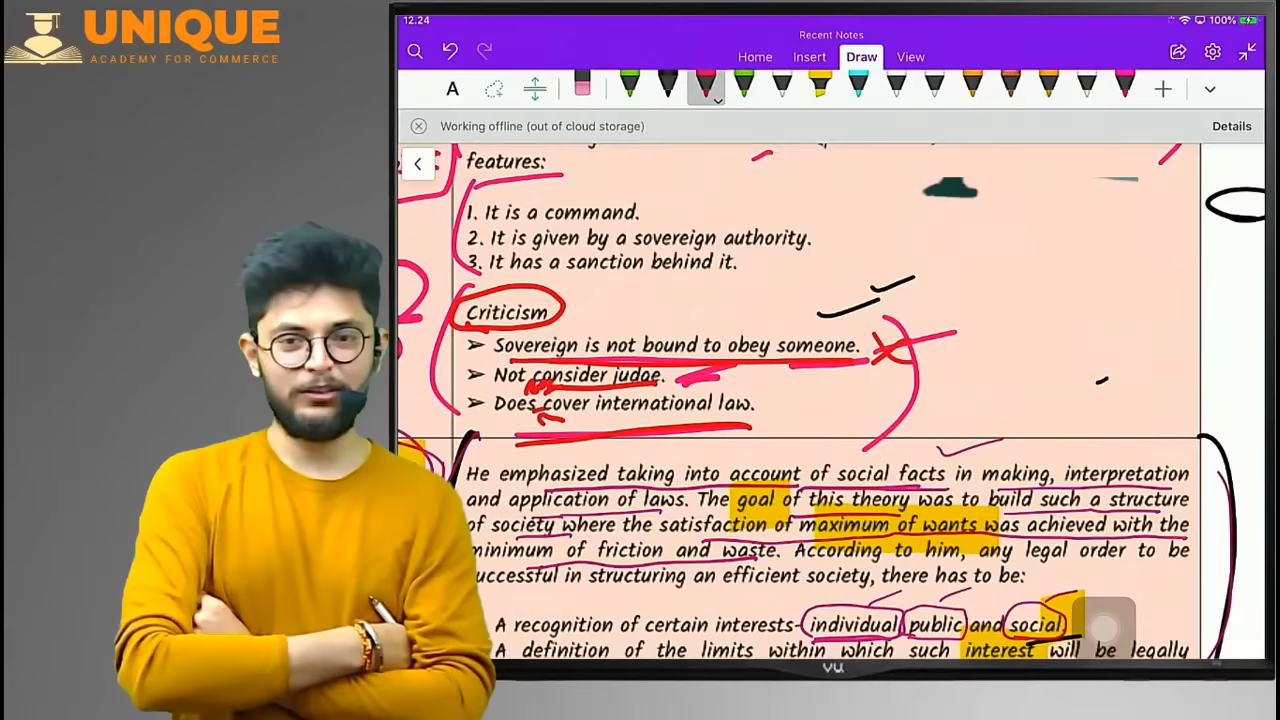 UNIQUE
ACADEMY FOR COMMERCE
12.24
100%
Recent Notes
Home Insert Draw View
A
Working offline (out of cloud storage) Details
features:
1. It is a command.
2. It is given by a sovereign authority.
3. It has a sanction behind it.
Criticism
➢ Sovereign is not bound to obey someone.
➢ Not consider judge.
➢ Does cover international law.
He emphasized taking into account of social facts in making, interpretation
and application of laws. The goal of this theory was to build such a structure
of society where the satisfaction of maximum of wants was achieved with the
minimum of friction and waste. According to him, any legal order to be
successful in structuring an efficient society, there has to be:
A recognition of certain interests- individual, public and social.
A definition of the limits within which such interest will be legally
VU